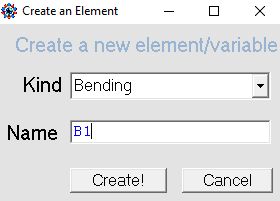 Create an Element
Create a new element/variable
Kind Bending
Name B1
Create! Cancel